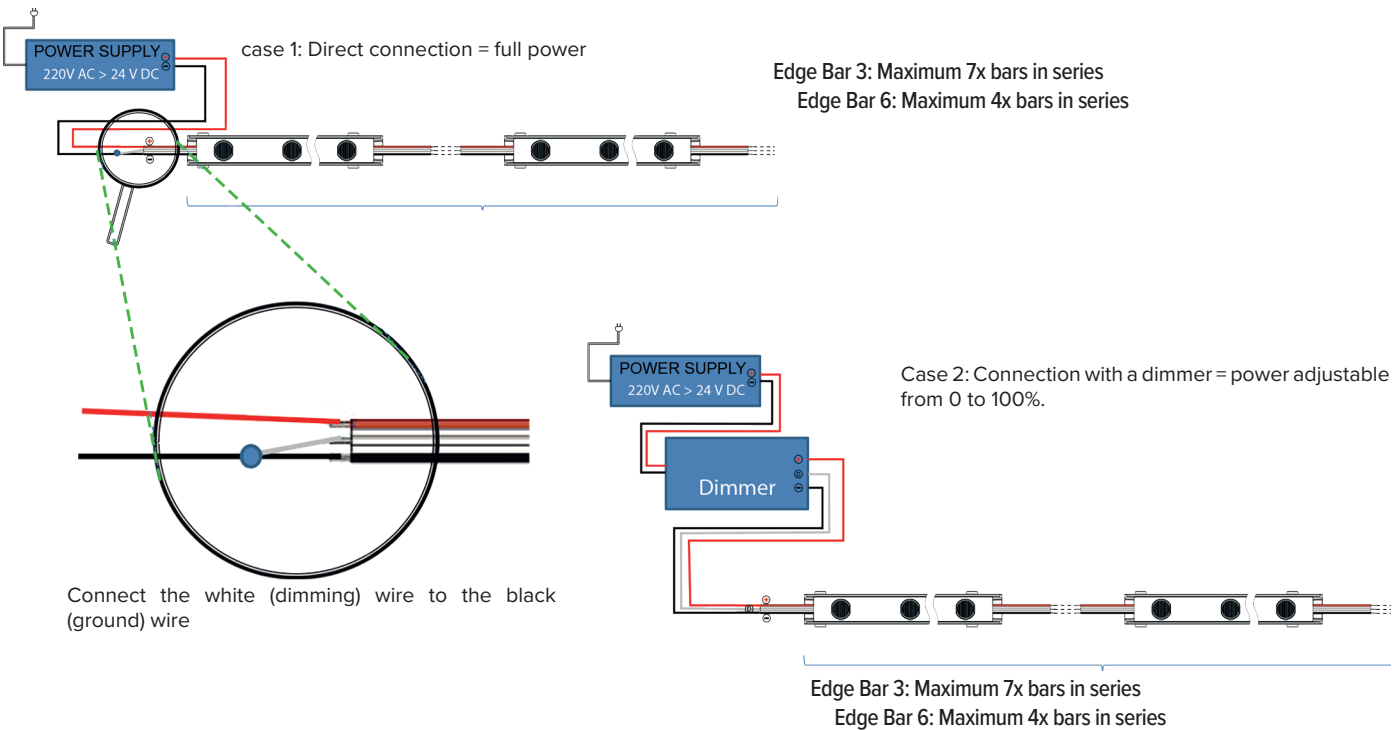 POWER SUPPLY
220V AC > 24 V DC
case 1: Direct connection = full power
Edge Bar 3: Maximum 7x bars in series
Edge Bar 6: Maximum 4x bars in series
Connect the white (dimming) wire to the black
(ground) wire
POWER SUPPLY
220V AC > 24 V DC
Case 2: Connection with a dimmer = power adjustable
from 0 to 100%.
Dimmer
D
D
Edge Bar 3: Maximum 7x bars in series
Edge Bar 6: Maximum 4x bars in series